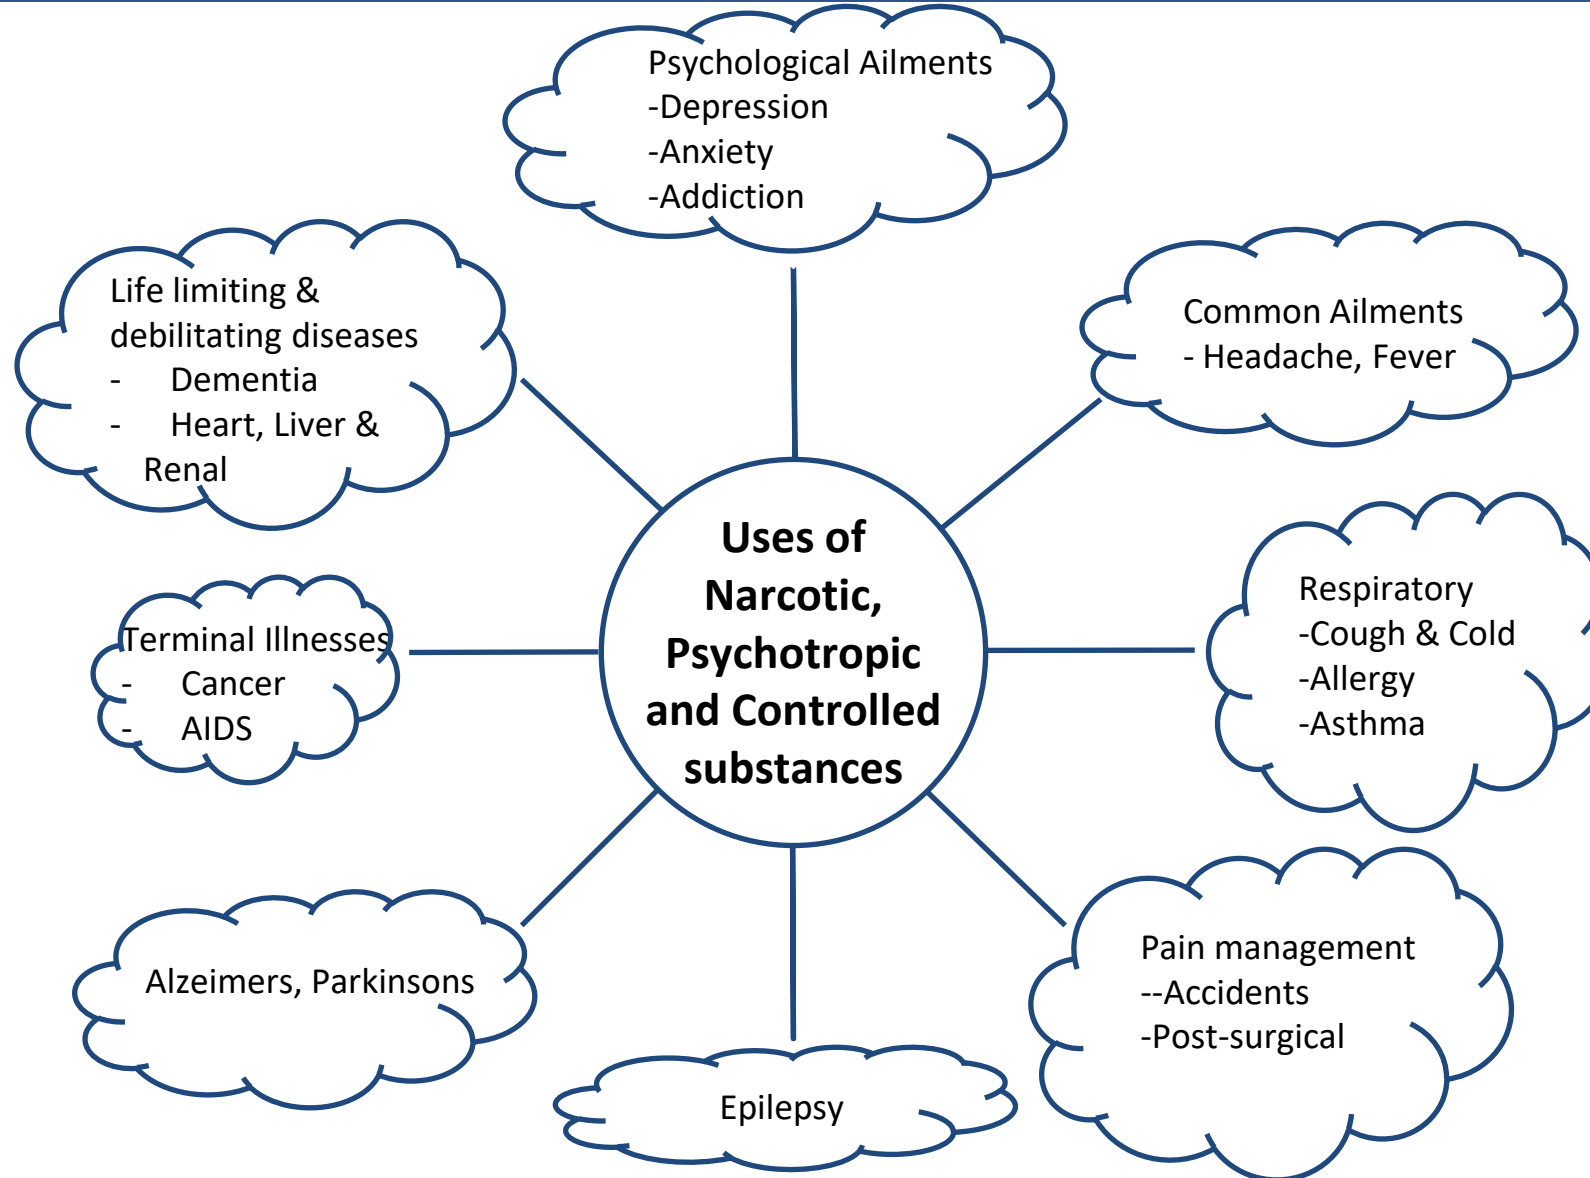 Psychological Ailments
-Depression
-Anxiety
-Addiction
Life limiting &
debilitating diseases
- Dementia
- Heart, Liver &
Renal
Common Ailments
- Headache, Fever
Uses of
Narcotic,
Psychotropic
and Controlled
substances
Respiratory
-Cough & Cold
-Allergy
-Asthma
Terminal Illnesses
- Cancer
- AIDS
Alzeimers, Parkinsons
Pain management
--Accidents
-Post-surgical
Epilepsy